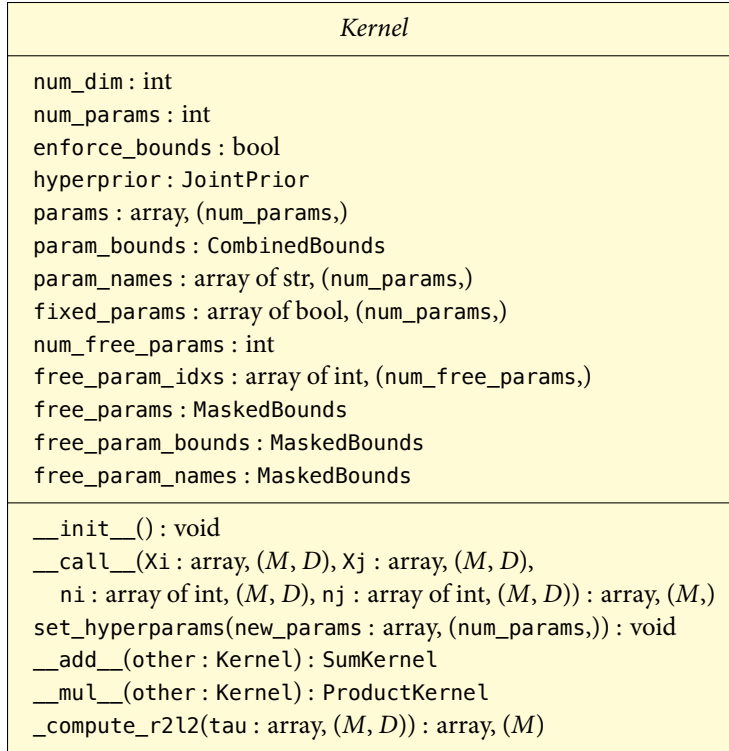 Kernel
num_dim : int
num_params : int
enforce_bounds : bool
hyperprior : JointPrior
params : array, (num_params,)
param_bounds : CombinedBounds
param_names : array of str, (num_params,)
fixed_params : array of bool, (num_params,)
num_free_params : int
free_param_idxs : array of int, (num_free_params,)
free_params : MaskedBounds
free_param_bounds : MaskedBounds
free_param_names : MaskedBounds
__init__() : void
__call__(Xi : array, (M, D), Xj : array, (M, D),
ni : array of int, (M, D), nj : array of int, (M, D)) : array, (M,)
set_hyperparams(new_params : array, (num_params,)) : void
__add__(other : Kernel) : SumKernel
__mul__(other : Kernel) : ProductKernel
_compute_r2l2(tau : array, (M, D)) : array, (M)